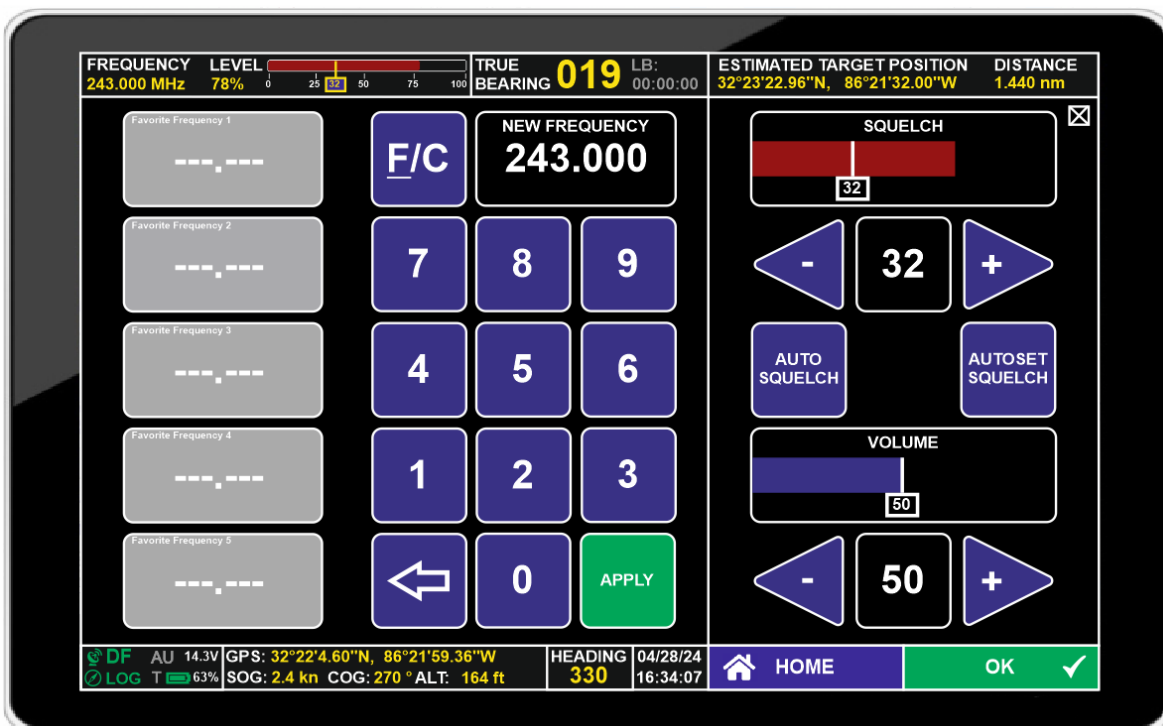 FREQUENCY LEVEL
243.000 MHz 78%
0 25 32 50 75 100
TRUE
BEARING 019
LB:
00:00:00
ESTIMATED TARGET POSITION DISTANCE
32°23'22.96"N, 86°21'32.00"W 1.440 nm
Favorite Frequency 1
---.---
F/C
NEW FREQUENCY
243.000
SQUELCH
32
Favorite Frequency 2
---.---
7 8 9
- 32 +
Favorite Frequency 3
---.---
4 5 6
AUTO
SQUELCH
AUTOSET
SQUELCH
Favorite Frequency 4
---.---
1 2 3
VOLUME
50
Favorite Frequency 5
---.---
0 APPLY
- 50 +
DF AU 14.3V
LOG T 63%
GPS: 32°22'4.60"N, 86°21'59.36"W
SOG: 2.4 kn COG: 270 ° ALT: 164 ft
HEADING
330
04/28/24
16:34:07
HOME
OK